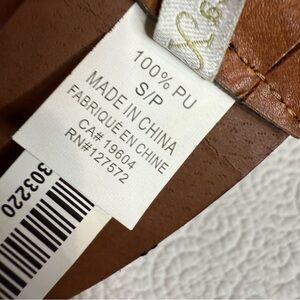 100% PU
S/P
MADE IN CHINA
FABRIQUÉ EN CHINE
CA# 19604
RN#127572
303220